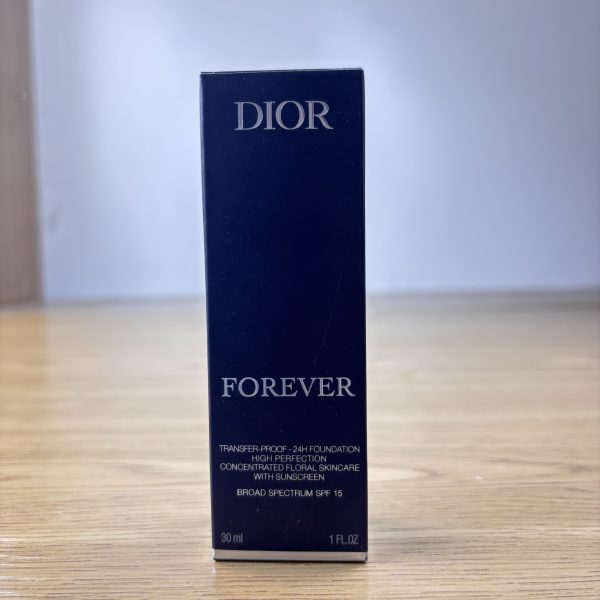 DIOR
FOREVER
TRANSFER-PROOF - 24H FOUNDATION
HIGH PERFECTION
CONCENTRATED FLORAL SKINCARE
WITH SUNSCREEN
BROAD SPECTRUM SPF 15
30 ml 1 FL.OZ